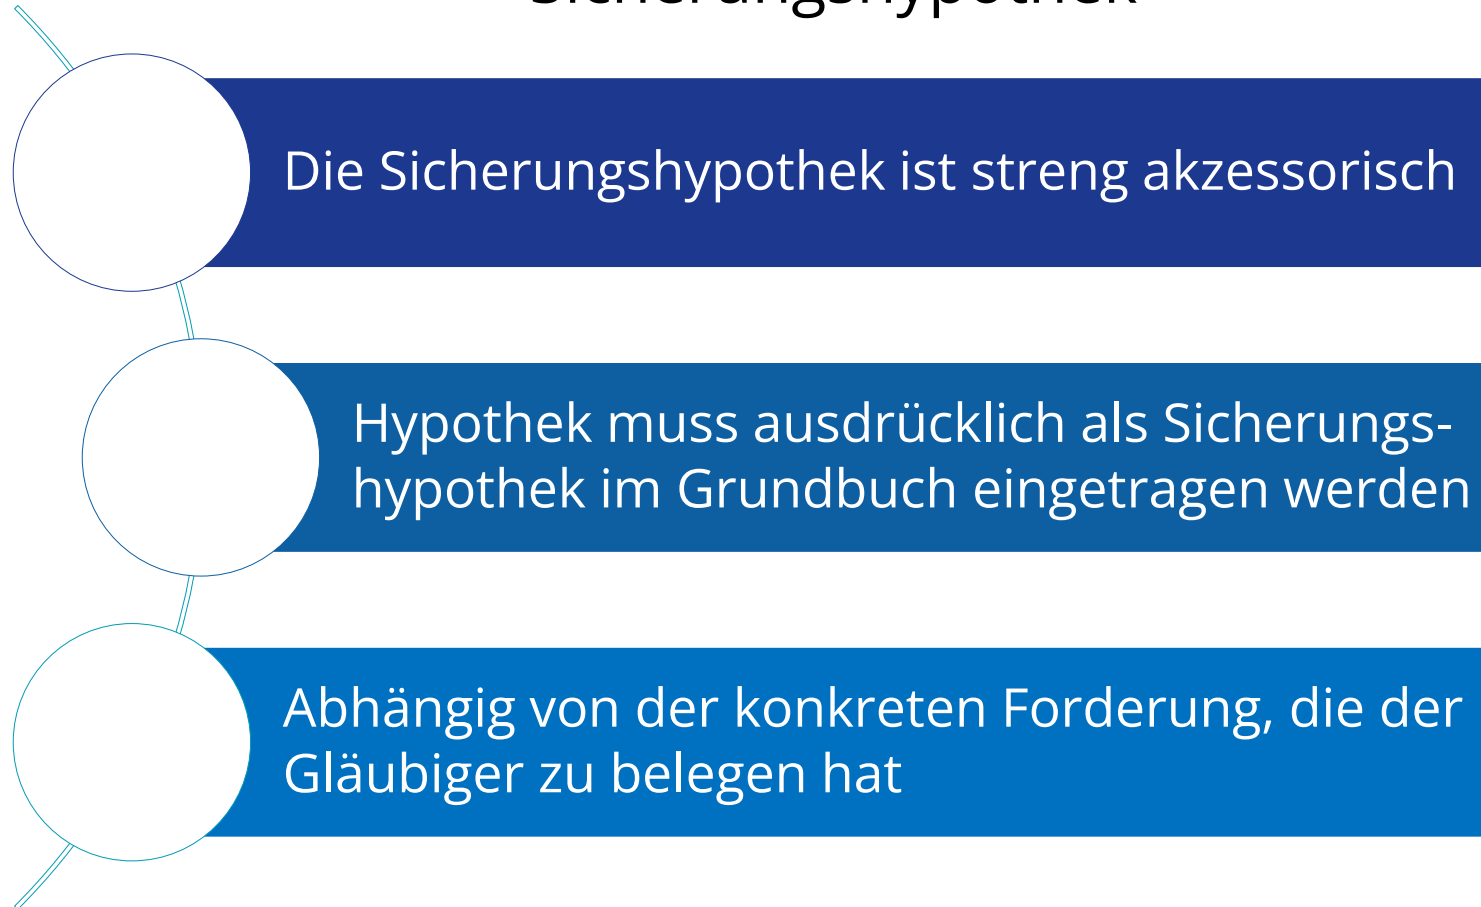 Sicherungshypothek
Die Sicherungshypothek ist streng akzessorisch
Hypothek muss ausdrücklich als Sicherungs-
hypothek im Grundbuch eingetragen werden
Abhängig von der konkreten Forderung, die der
Gläubiger zu belegen hat